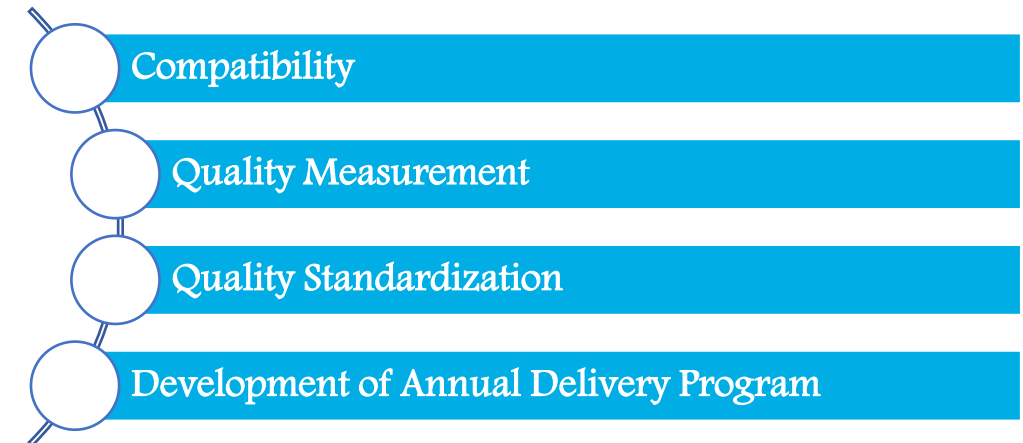 Compatibility
Quality Measurement
Quality Standardization
Development of Annual Delivery Program